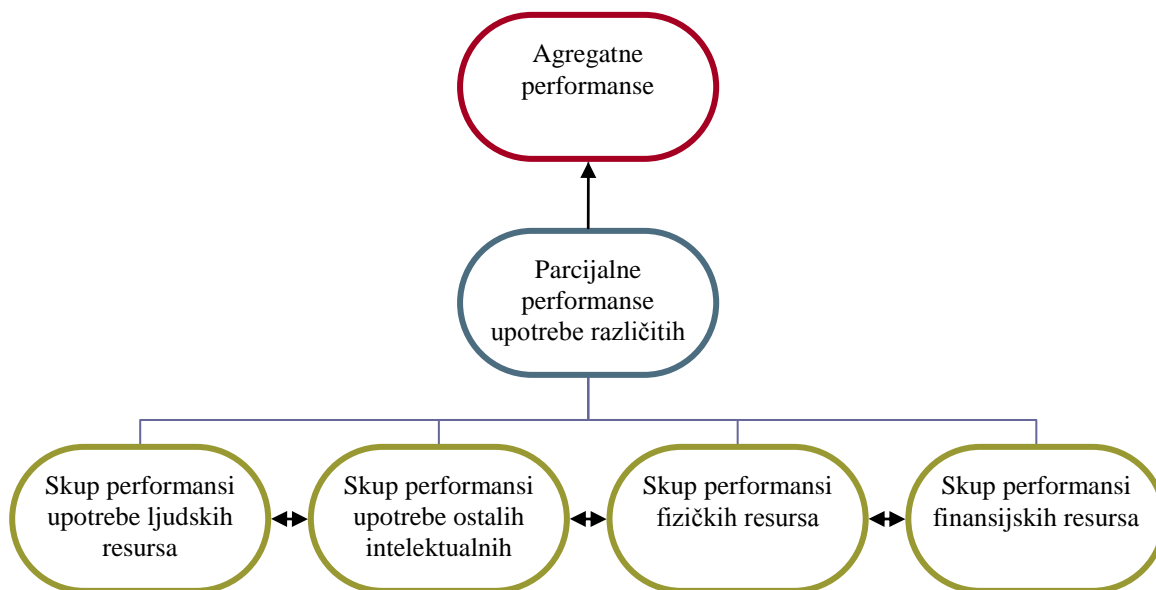 Agregatne
performanse
Parcijalne
performanse
upotrebe različitih
Skup performansi
upotrebe ljudskih
resursa
Skup performansi
upotrebe ostalih
intelektualnih
Skup performansi
fizičkih resursa
Skup performansi
finansijskih resursa